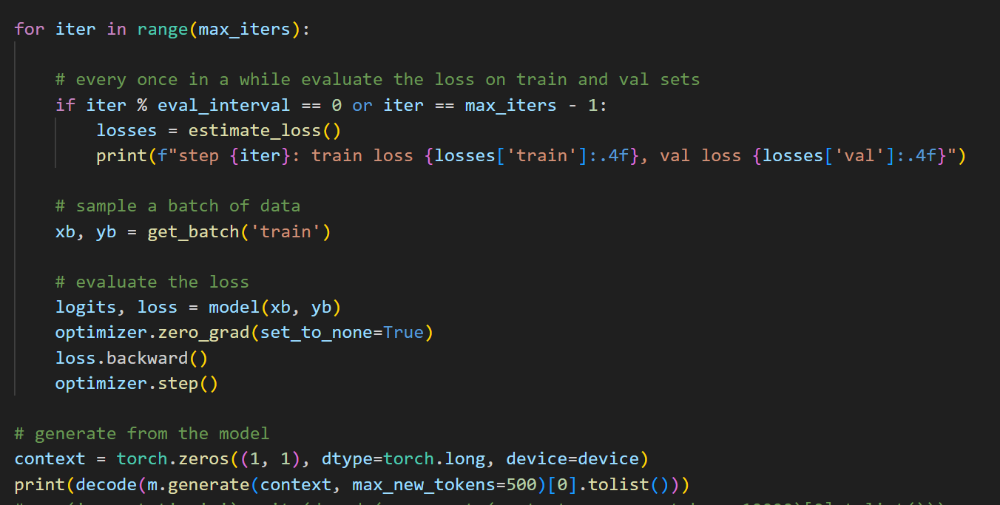 for iter in range(max_iters):
# every once in a while evaluate the loss on train and val sets
if iter % eval_interval == 0 or iter == max_iters - 1:
losses = estimate_loss()
print(f"step {iter}: train loss {losses['train']:.4f}, val loss {losses['val']:.4f}")
# sample a batch of data
xb, yb = get_batch('train')
# evaluate the loss
logits, loss = model(xb, yb)
optimizer.zero_grad(set_to_none=True)
loss.backward()
optimizer.step()
# generate from the model
context = torch.zeros((1, 1), dtype=torch.long, device=device)
print(decode(m.generate(context, max_new_tokens=500)[0].tolist()))